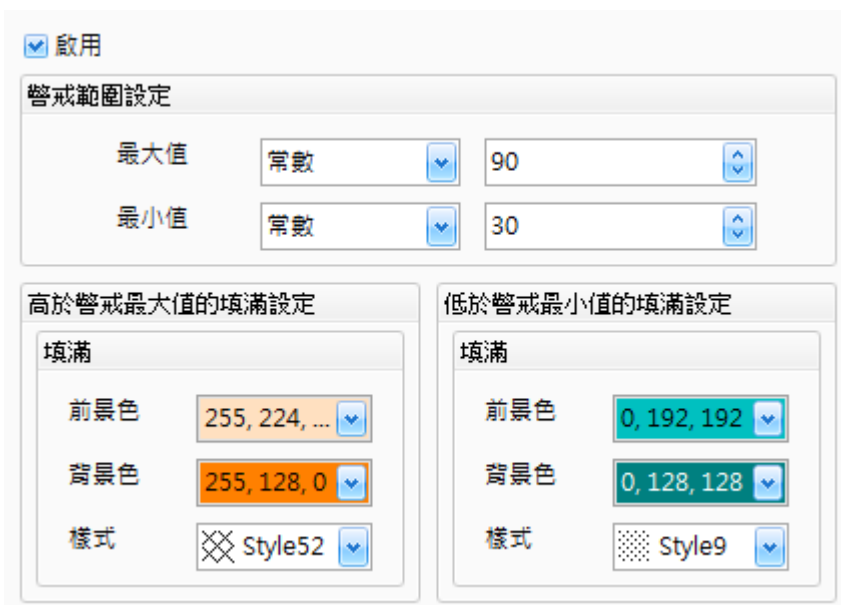 啟用
警戒範圍設定
最大值 常數 90
最小值 常數 30
高於警戒最大值的填滿設定 低於警戒最小值的填滿設定
填滿 填滿
前景色 255, 224, ... 前景色 0, 192, 192
背景色 255, 128, 0 背景色 0, 128, 128
樣式 Style52 樣式 Style9